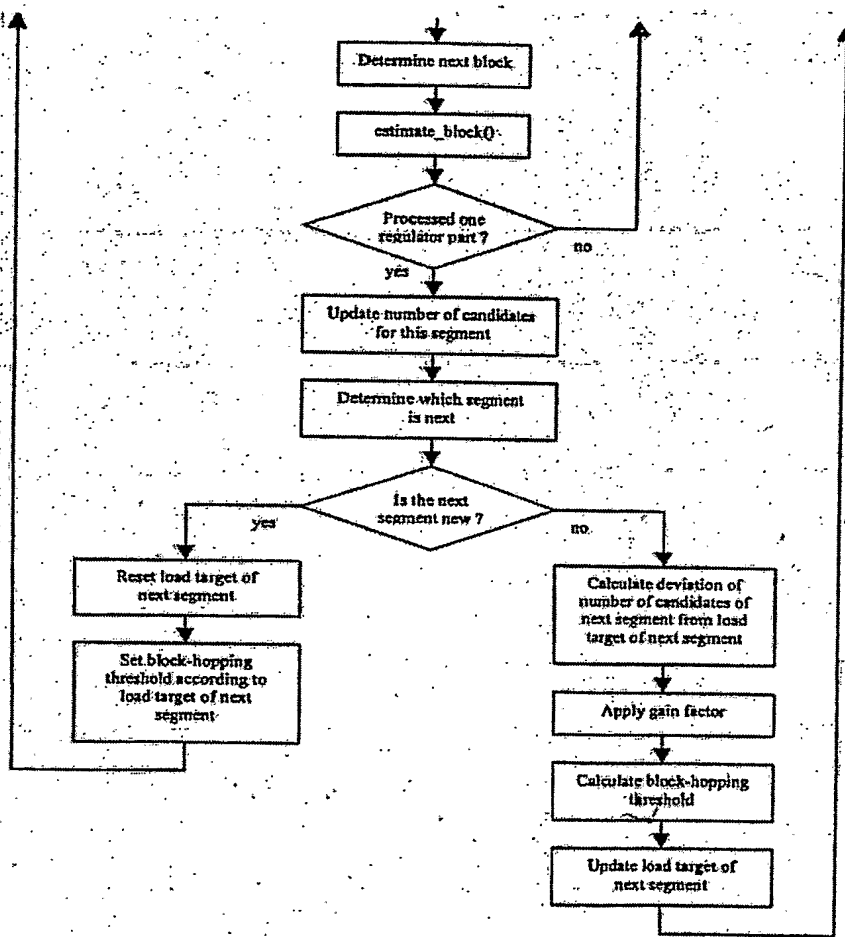 Determine next block
estimate_block()
Processed one
regulator part ?
no
yes
Update number of candidates
for this segment
Determine which segment
is next
Is the next
segment new ?
yes
no
Reset load target of
next segment
Set block-hopping
threshold according to
load target of next
segment
Calculate deviation of
number of candidates of
next segment from load
target of next segment
Apply gain factor
Calculate block-hopping
threshold
Update load target of
next segment